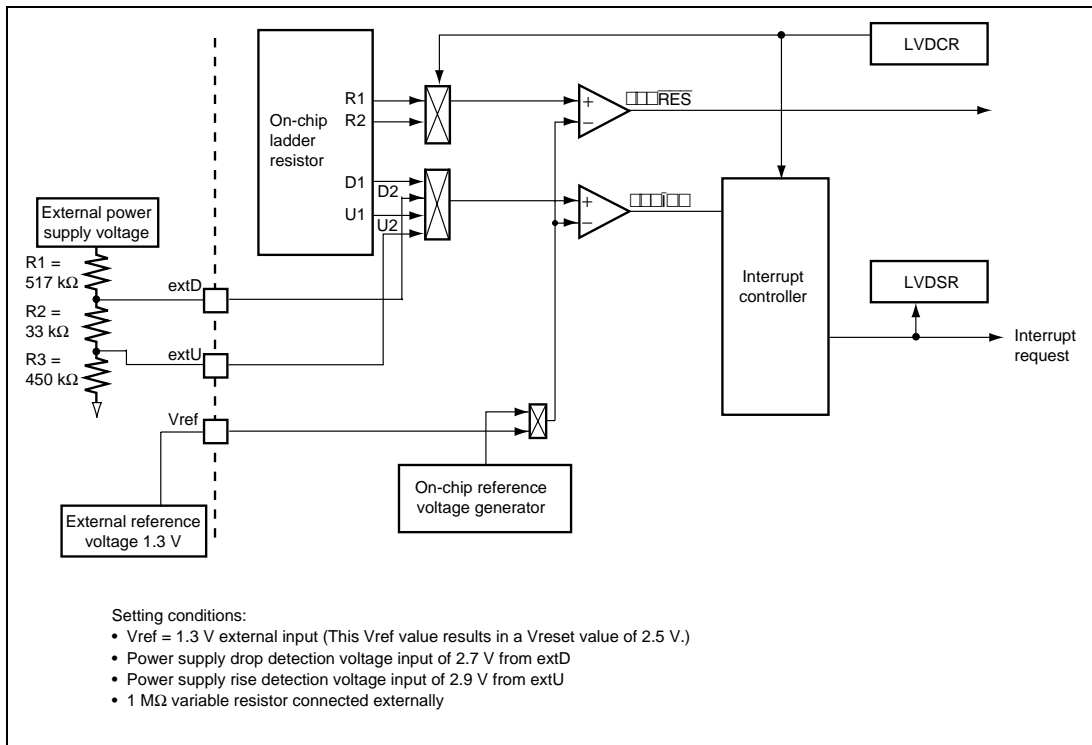 LVDCR
On-chip
ladder
resistor
R1
R2
D1
D2
U1
U2
+
−
RES
+
−
Interrupt
controller
LVDSR
Interrupt
request
External power
supply voltage
R1 =
517 kΩ
extD
R2 =
33 kΩ
extU
R3 =
450 kΩ
Vref
On-chip reference
voltage generator
External reference
voltage 1.3 V
Setting conditions:
• Vref = 1.3 V external input (This Vref value results in a Vreset value of 2.5 V.)
• Power supply drop detection voltage input of 2.7 V from extD
• Power supply rise detection voltage input of 2.9 V from extU
• 1 MΩ variable resistor connected externally